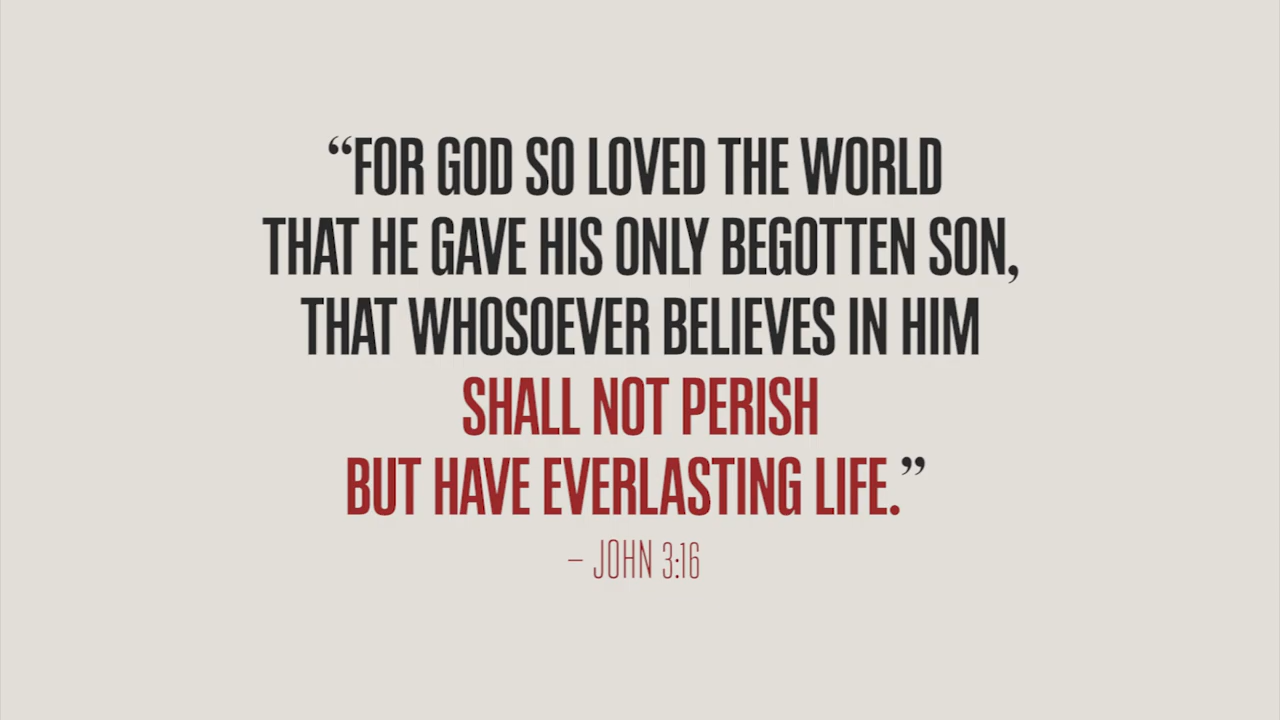 “FOR GOD SO LOVED THE WORLD
THAT HE GAVE HIS ONLY BEGOTTEN SON,
THAT WHOSOEVER BELIEVES IN HIM
SHALL NOT PERISH
BUT HAVE EVERLASTING LIFE.”
– JOHN 3:16